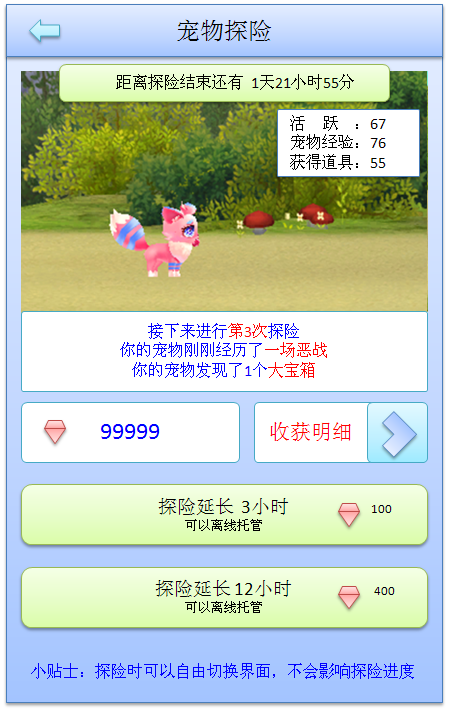 宠物探险
距离探险结束还有 1天21小时55分
活 跃 ：67
宠物经验：76
获得道具：55
接下来进行第3次探险
你的宠物刚刚经历了一场恶战
你的宠物发现了1个大宝箱
99999
收获明细
探险延长 3小时
可以离线托管
100
探险延长12小时
可以离线托管
400
小贴士：探险时可以自由切换界面，不会影响探险进度